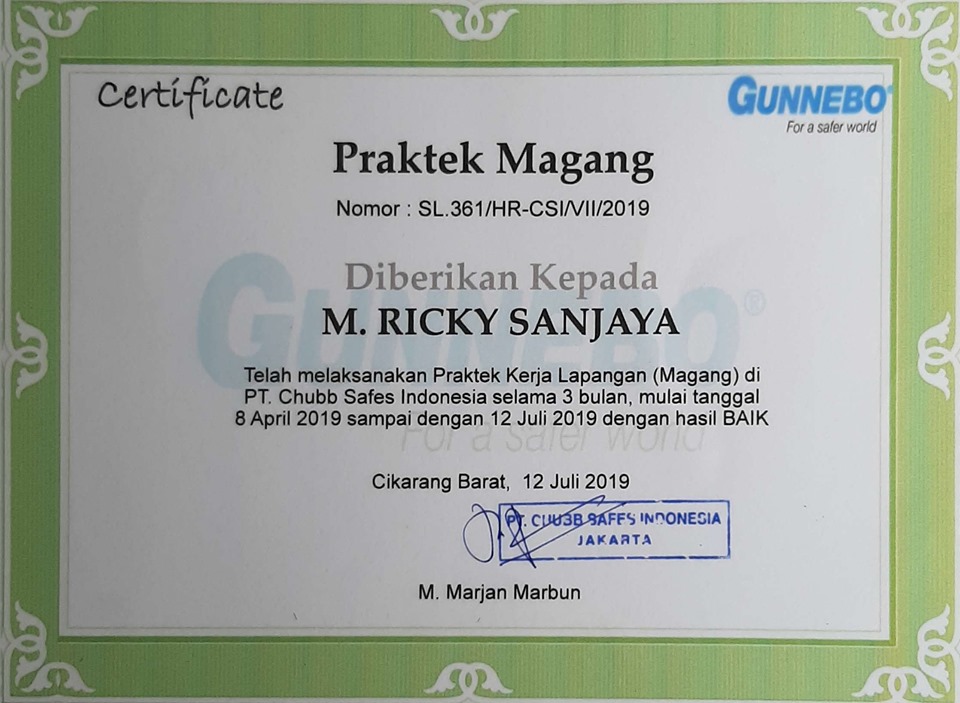 Certificate
GUNNEBO®
For a safer world
Praktek Magang
Nomor : SL.361/HR-CSI/VII/2019
Diberikan Kepada
M. RICKY SANJAYA
GUNNEBO®
Telah melaksanakan Praktek Kerja Lapangan (Magang) di
PT. Chubb Safes Indonesia selama 3 bulan, mulai tanggal
8 April 2019 sampai dengan 12 Juli 2019 dengan hasil BAIK
For a safer world
Cikarang Barat, 12 Juli 2019
PT. CHUBB SAFES INDONESIA
JAKARTA
M. Marjan Marbun